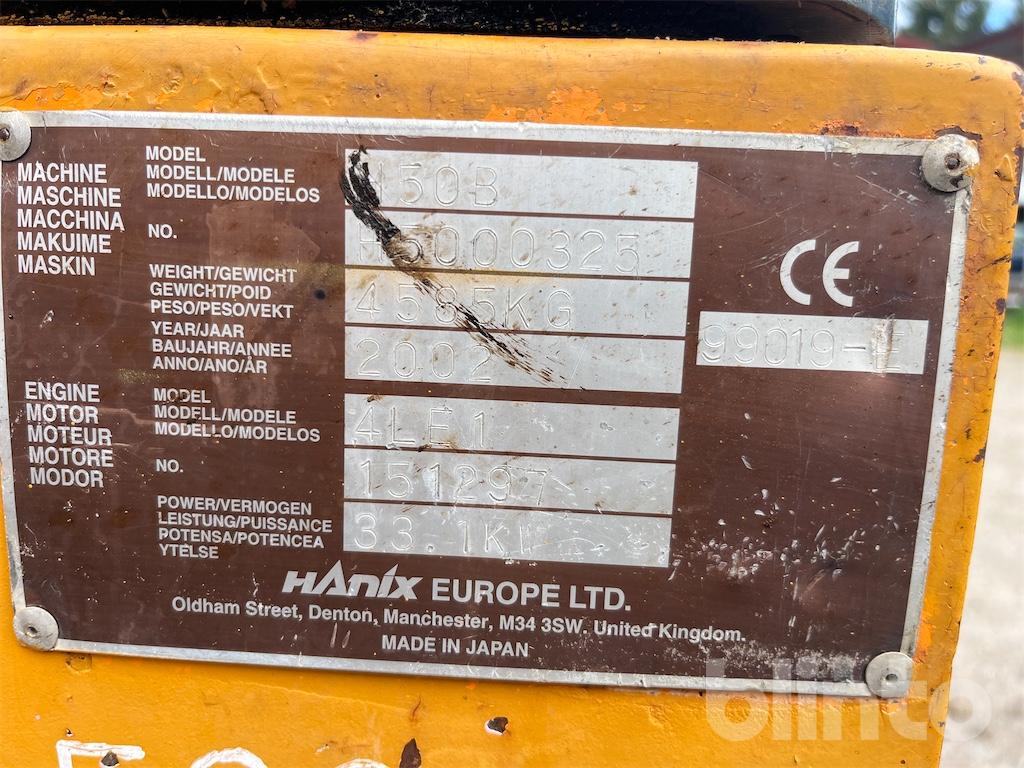 MACHINE
MASCHINE
MACCHINA
MAKUIME
MASKIN
MODEL
MODELL/MODELE
MODELLO/MODELOS
H50B
NO.
H5000325
WEIGHT/GEWICHT
GEWICHT/POID
PESO/PESO/VEKT
4585KG
YEAR/JAAR
BAUJAHR/ANNEE
ANNO/ANO/ÅR
2002
CE
99019-E
ENGINE
MOTOR
MOTEUR
MOTORE
MODOR
MODEL
MODELL/MODELE
MODELLO/MODELOS
4LE1
NO.
151297
POWER/VERMOGEN
LEISTUNG/PUISSANCE
POTENSA/POTENCEA
YTELSE
33.1KW
HANIX EUROPE LTD.
Oldham Street, Denton, Manchester, M34 3SW. United Kingdom.
MADE IN JAPAN
blinto